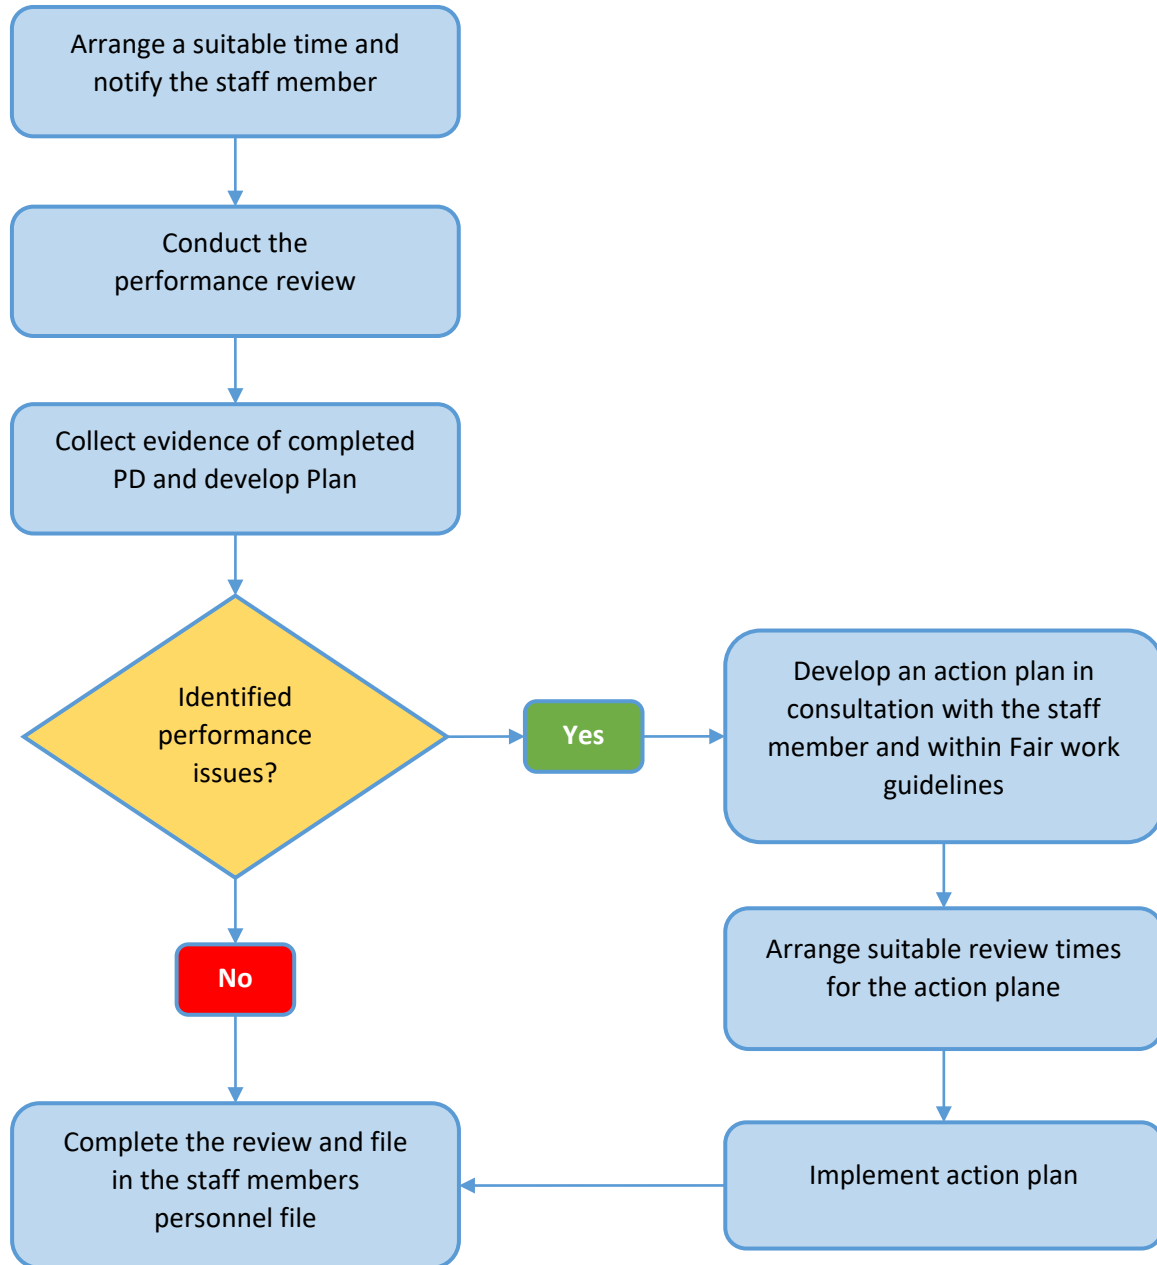 Arrange a suitable time and
notify the staff member
Conduct the
performance review
Collect evidence of completed
PD and develop Plan
Identified
performance
issues?
Yes
Develop an action plan in
consultation with the staff
member and within Fair work
guidelines
Arrange suitable review times
for the action plane
Implement action plan
No
Complete the review and file
in the staff members
personnel file